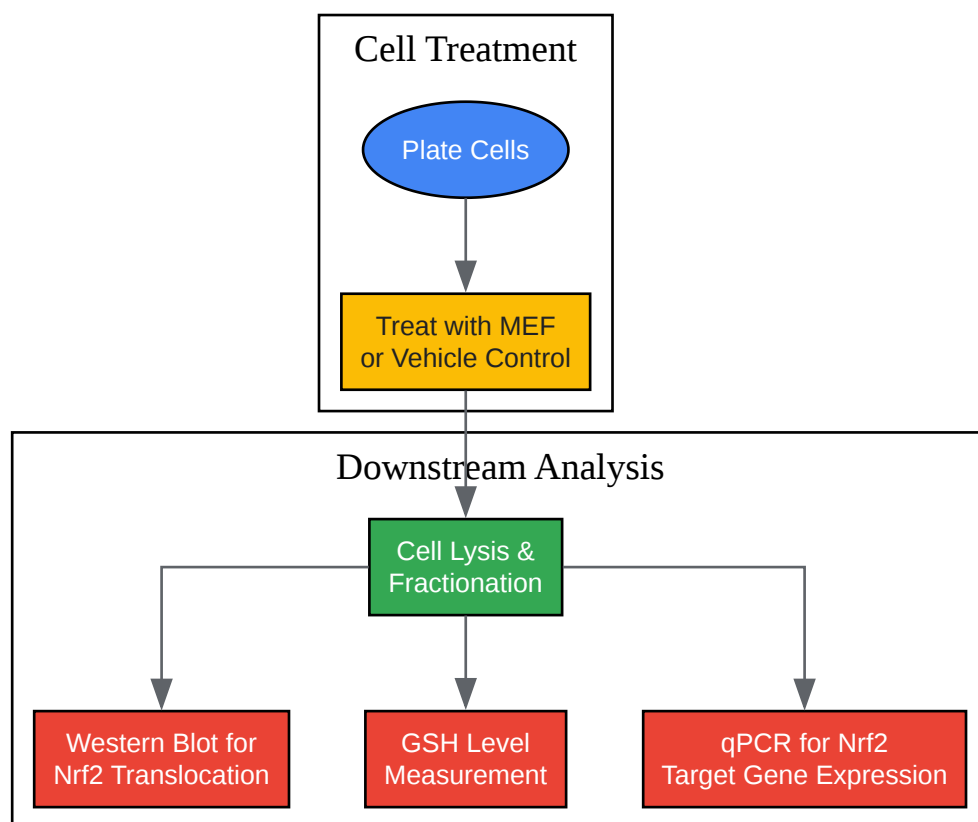 Cell Treatment
Plate Cells
Treat with MEF
or Vehicle Control
Downstream Analysis
Cell Lysis &
Fractionation
Western Blot for
Nrf2 Translocation
GSH Level
Measurement
qPCR for Nrf2
Target Gene Expression